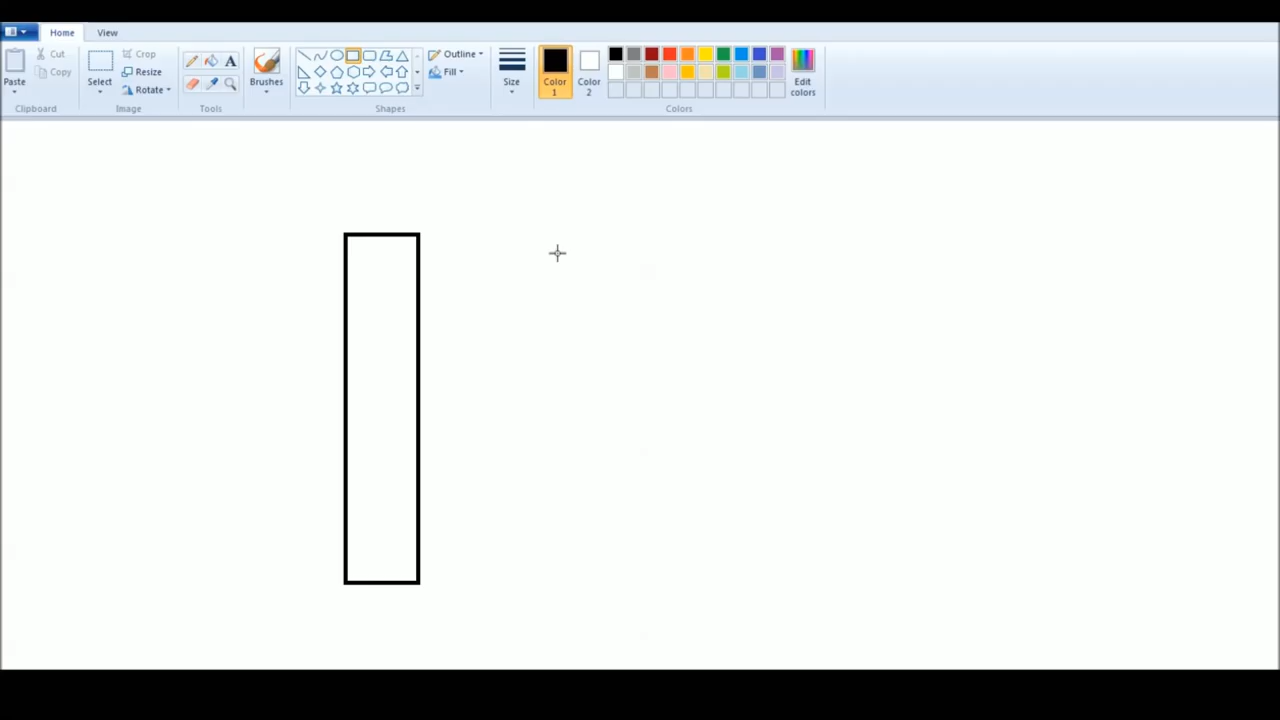 Home View
Cut
Copy
Paste
Clipboard
Select
Crop
Resize
Rotate
Image
A
Tools
Brushes
Outline
Fill
Shapes
Size
Color
1
Color
2
Edit
colors
Colors